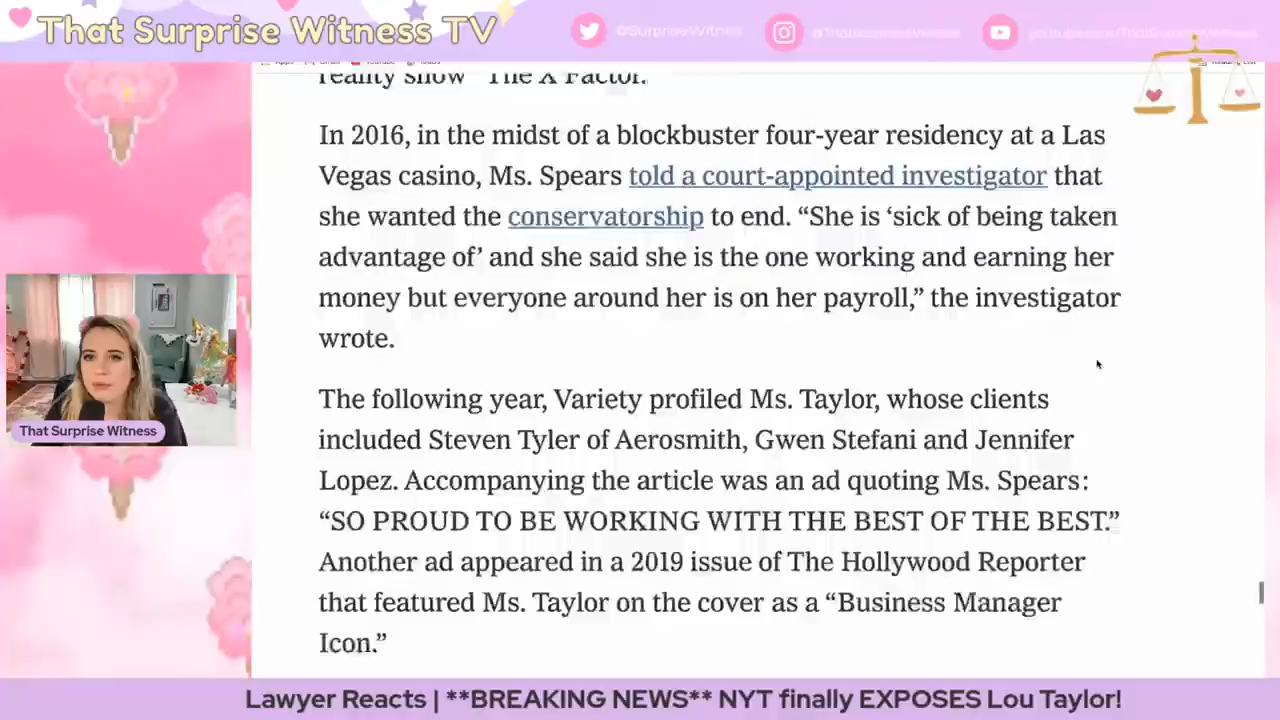 That Surprise Witness TV
@SurpriseWitnes
reality show "The X Factor.
In 2016, in the midst of a blockbuster four-year residency at a Las
Vegas casino, Ms. Spears told a court-appointed investigator that
she wanted the conservatorship to end. “She is ‘sick of being taken
advantage of’ and she said she is the one working and earning her
money but everyone around her is on her payroll,” the investigator
wrote.
The following year, Variety profiled Ms. Taylor, whose clients
included Steven Tyler of Aerosmith, Gwen Stefani and Jennifer
Lopez. Accompanying the article was an ad quoting Ms. Spears:
“SO PROUD TO BE WORKING WITH THE BEST OF THE BEST.”
Another ad appeared in a 2019 issue of The Hollywood Reporter
that featured Ms. Taylor on the cover as a “Business Manager
Icon.”
That Surprise Witness
Lawyer Reacts | **BREAKING NEWS** NYT finally EXPOSES Lou Taylor!